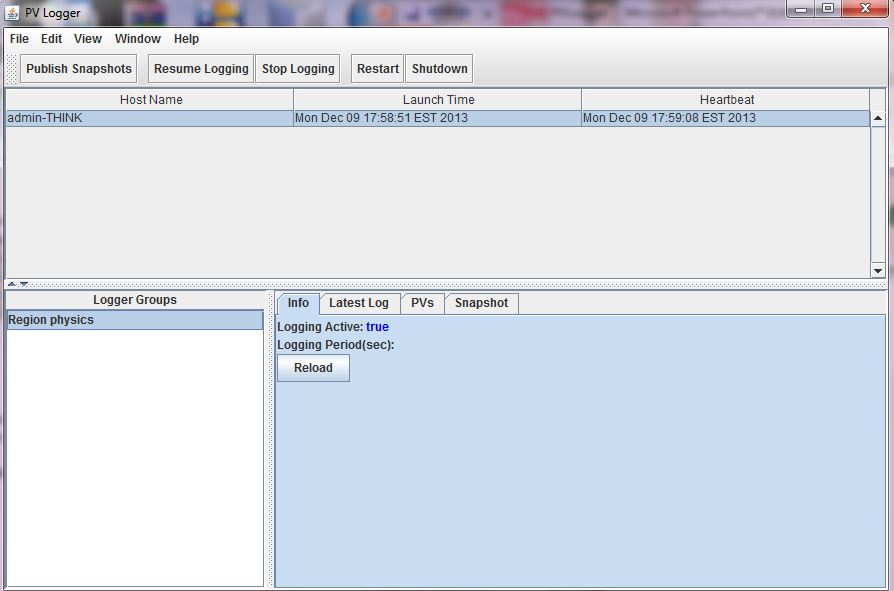 PV Logger
File Edit View Window Help
Publish Snapshots Resume Logging Stop Logging Restart Shutdown
Host Name Launch Time Heartbeat
admin-THINK Mon Dec 09 17:58:51 EST 2013 Mon Dec 09 17:59:08 EST 2013
Logger Groups
Region physics
Info Latest Log PVs Snapshot
Logging Active: true
Logging Period(sec):
Reload